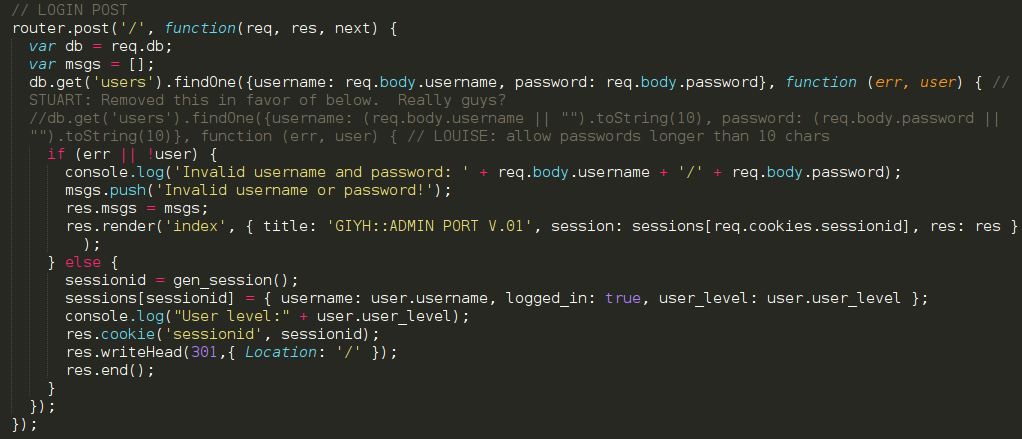 // LOGIN POST
router.post('/', function(req, res, next) {
  var db = req.db;
  var msgs = [];
  db.get('users').findOne({username: req.body.username, password: req.body.password}, function (err, user) { //
  STUART: Removed this in favor of below.  Really guys?
  //db.get('users').findOne({username: (req.body.username || "").toString(10), password: (req.body.password ||
  "").toString(10)}, function (err, user) { // LOUISE: allow passwords longer than 10 chars
    if (err || !user) {
      console.log('Invalid username and password: ' + req.body.username + '/' + req.body.password);
      msgs.push('Invalid username or password!');
      res.msgs = msgs;
      res.render('index', { title: 'GIYH::ADMIN PORT V.01', session: sessions[req.cookies.sessionid], res: res }
        );
    } else {
      sessionid = gen_session();
      sessions[sessionid] = { username: user.username, logged_in: true, user_level: user.user_level };
      console.log("User level:" + user.user_level);
      res.cookie('sessionid', sessionid);
      res.writeHead(301,{ Location: '/' });
      res.end();
    }
  });
});